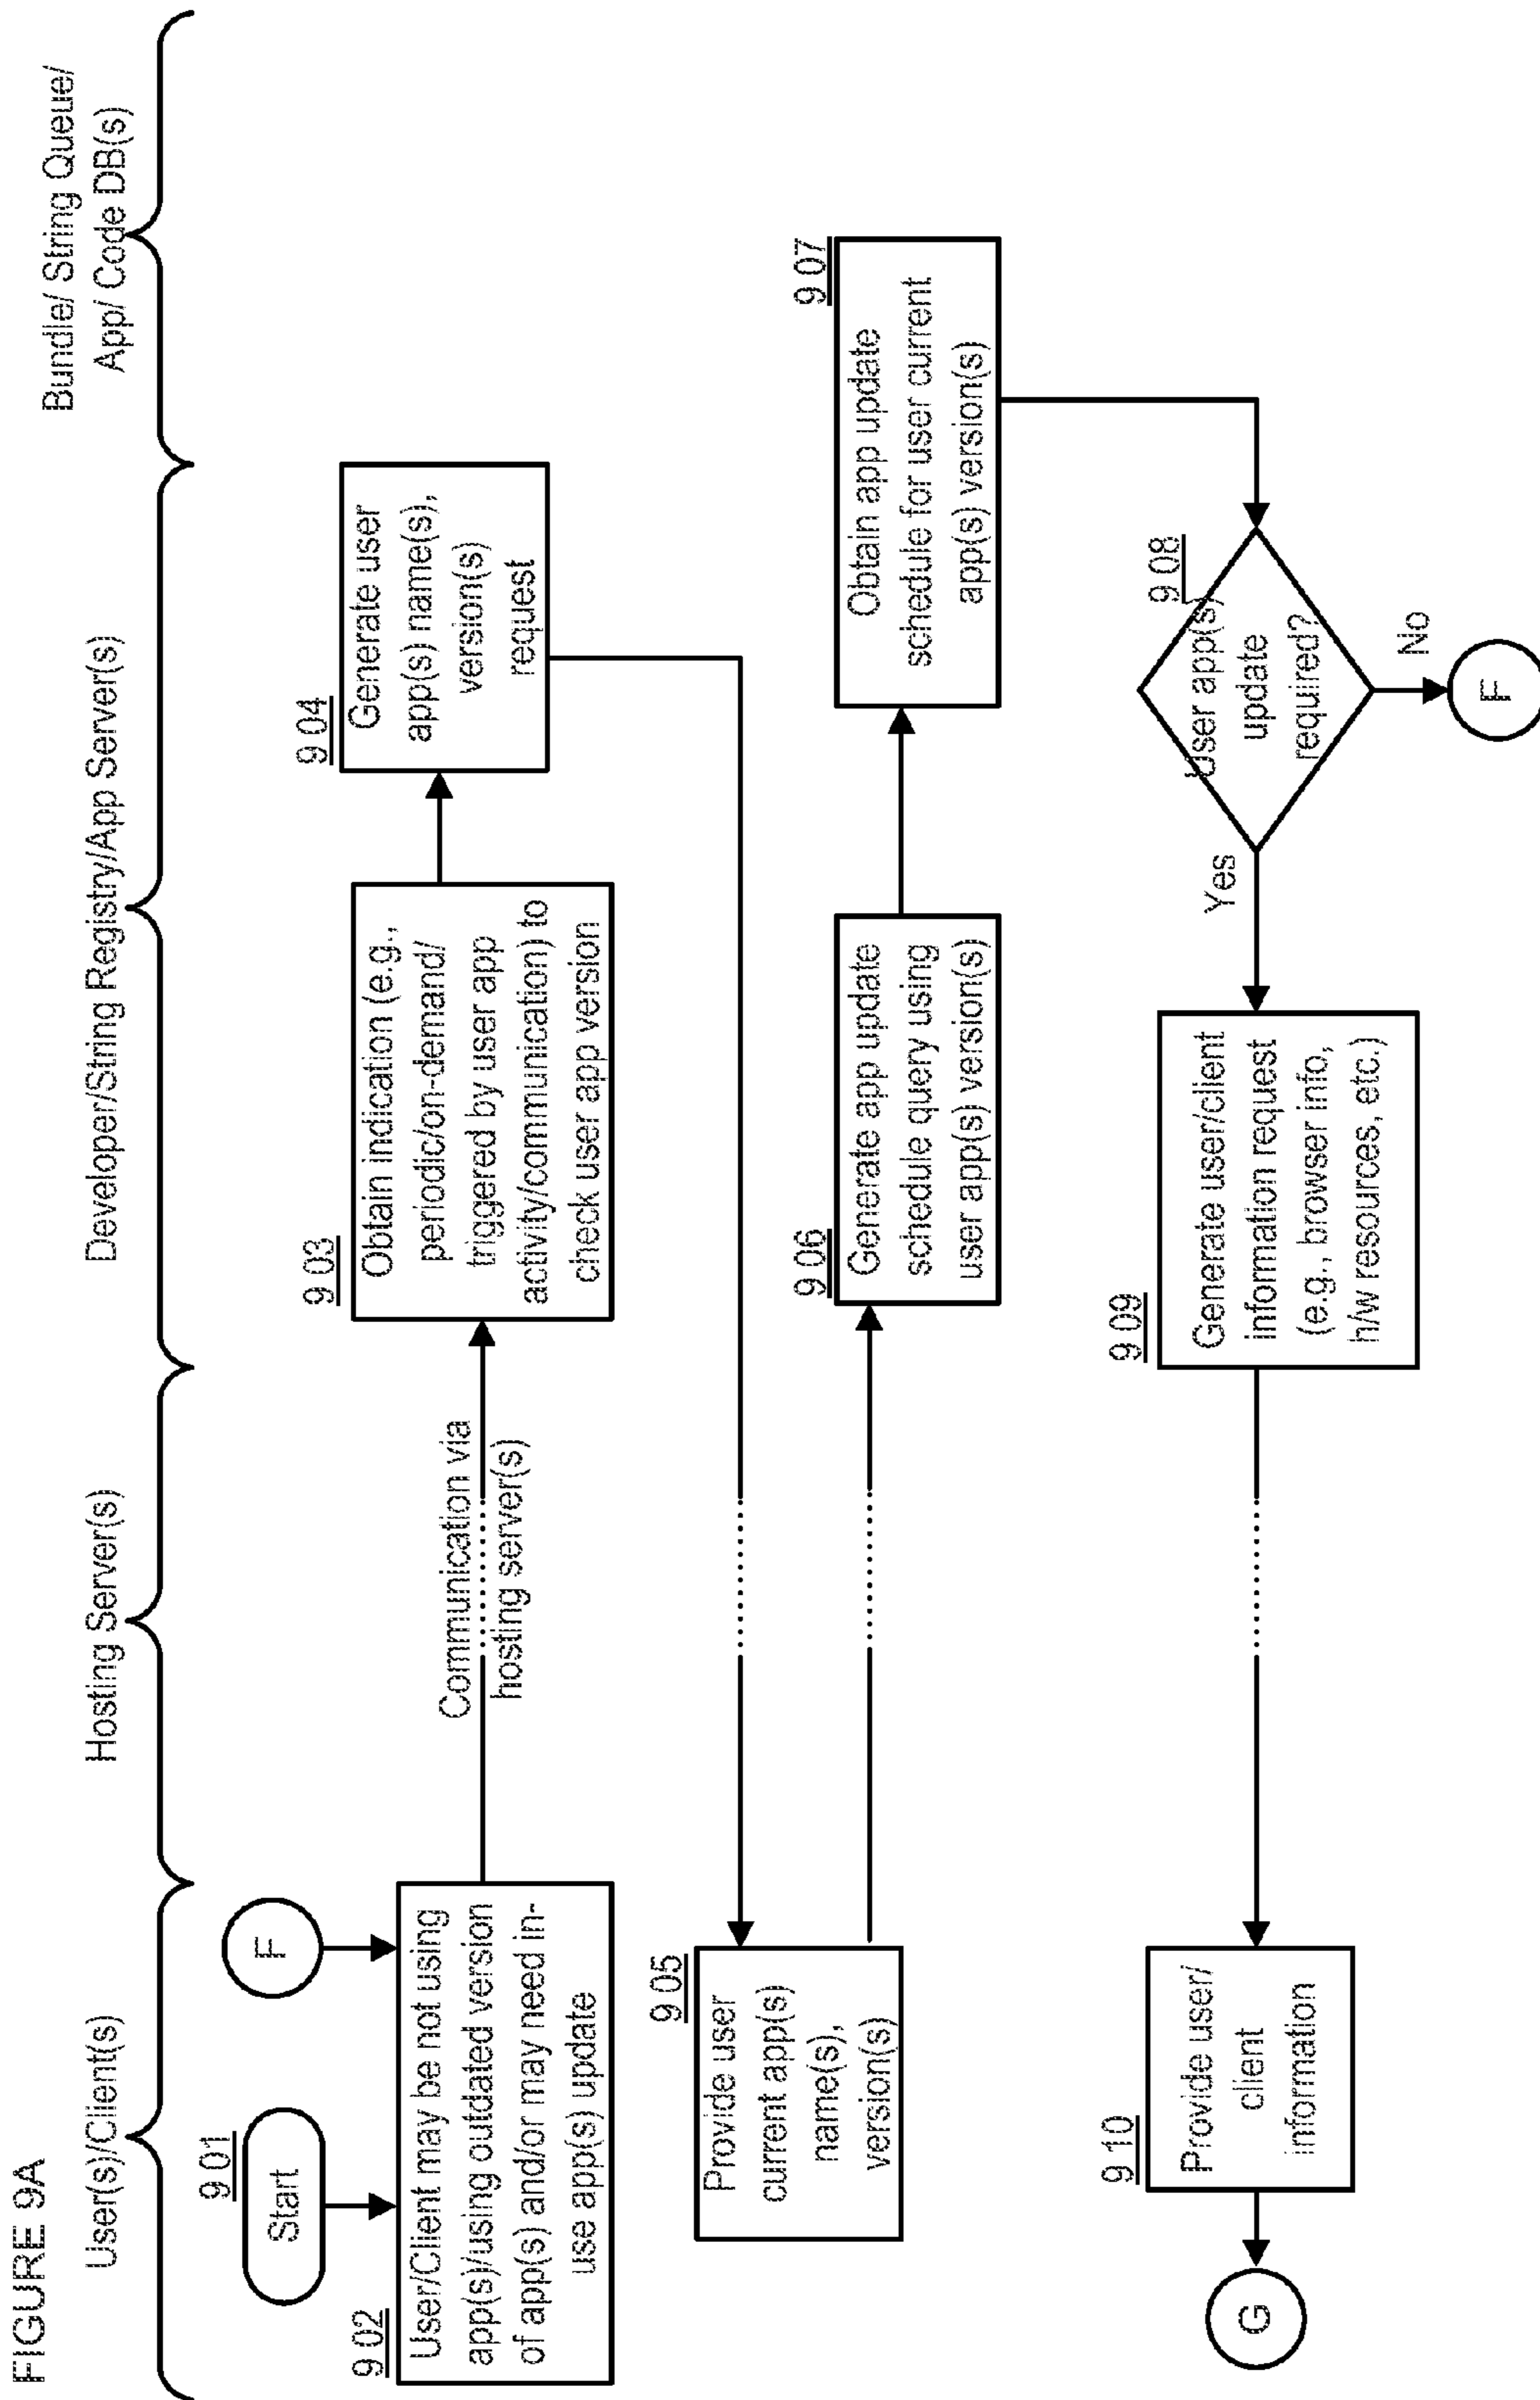 FIGURE 9A
User(s)/Client(s)
Hosting Server(s)
Developer/String Registry/App Server(s)
Bundle/ String Queue/
App/ Code DB(s)
9 01
Start
F
9 02
User/Client may be not using
app(s)/using outdated version
of app(s) and/or may need in-
use app(s) update
Communication via
hosting server(s)
9 03
Obtain indication (e.g.,
periodic/on-demand/
triggered by user app
activity/communication) to
check user app version
9 04
Generate user
app(s) name(s),
version(s)
request
9 05
Provide user
current app(s)
name(s),
version(s)
9 06
Generate app update
schedule query using
user app(s) version(s)
9 07
Obtain app update
schedule for user current
app(s) version(s)
9 08
User app(s)
update
required?
Yes
No
F
9 09
Generate user/client
information request
(e.g., browser info,
h/w resources, etc.)
9 10
Provide user/
client
information
G